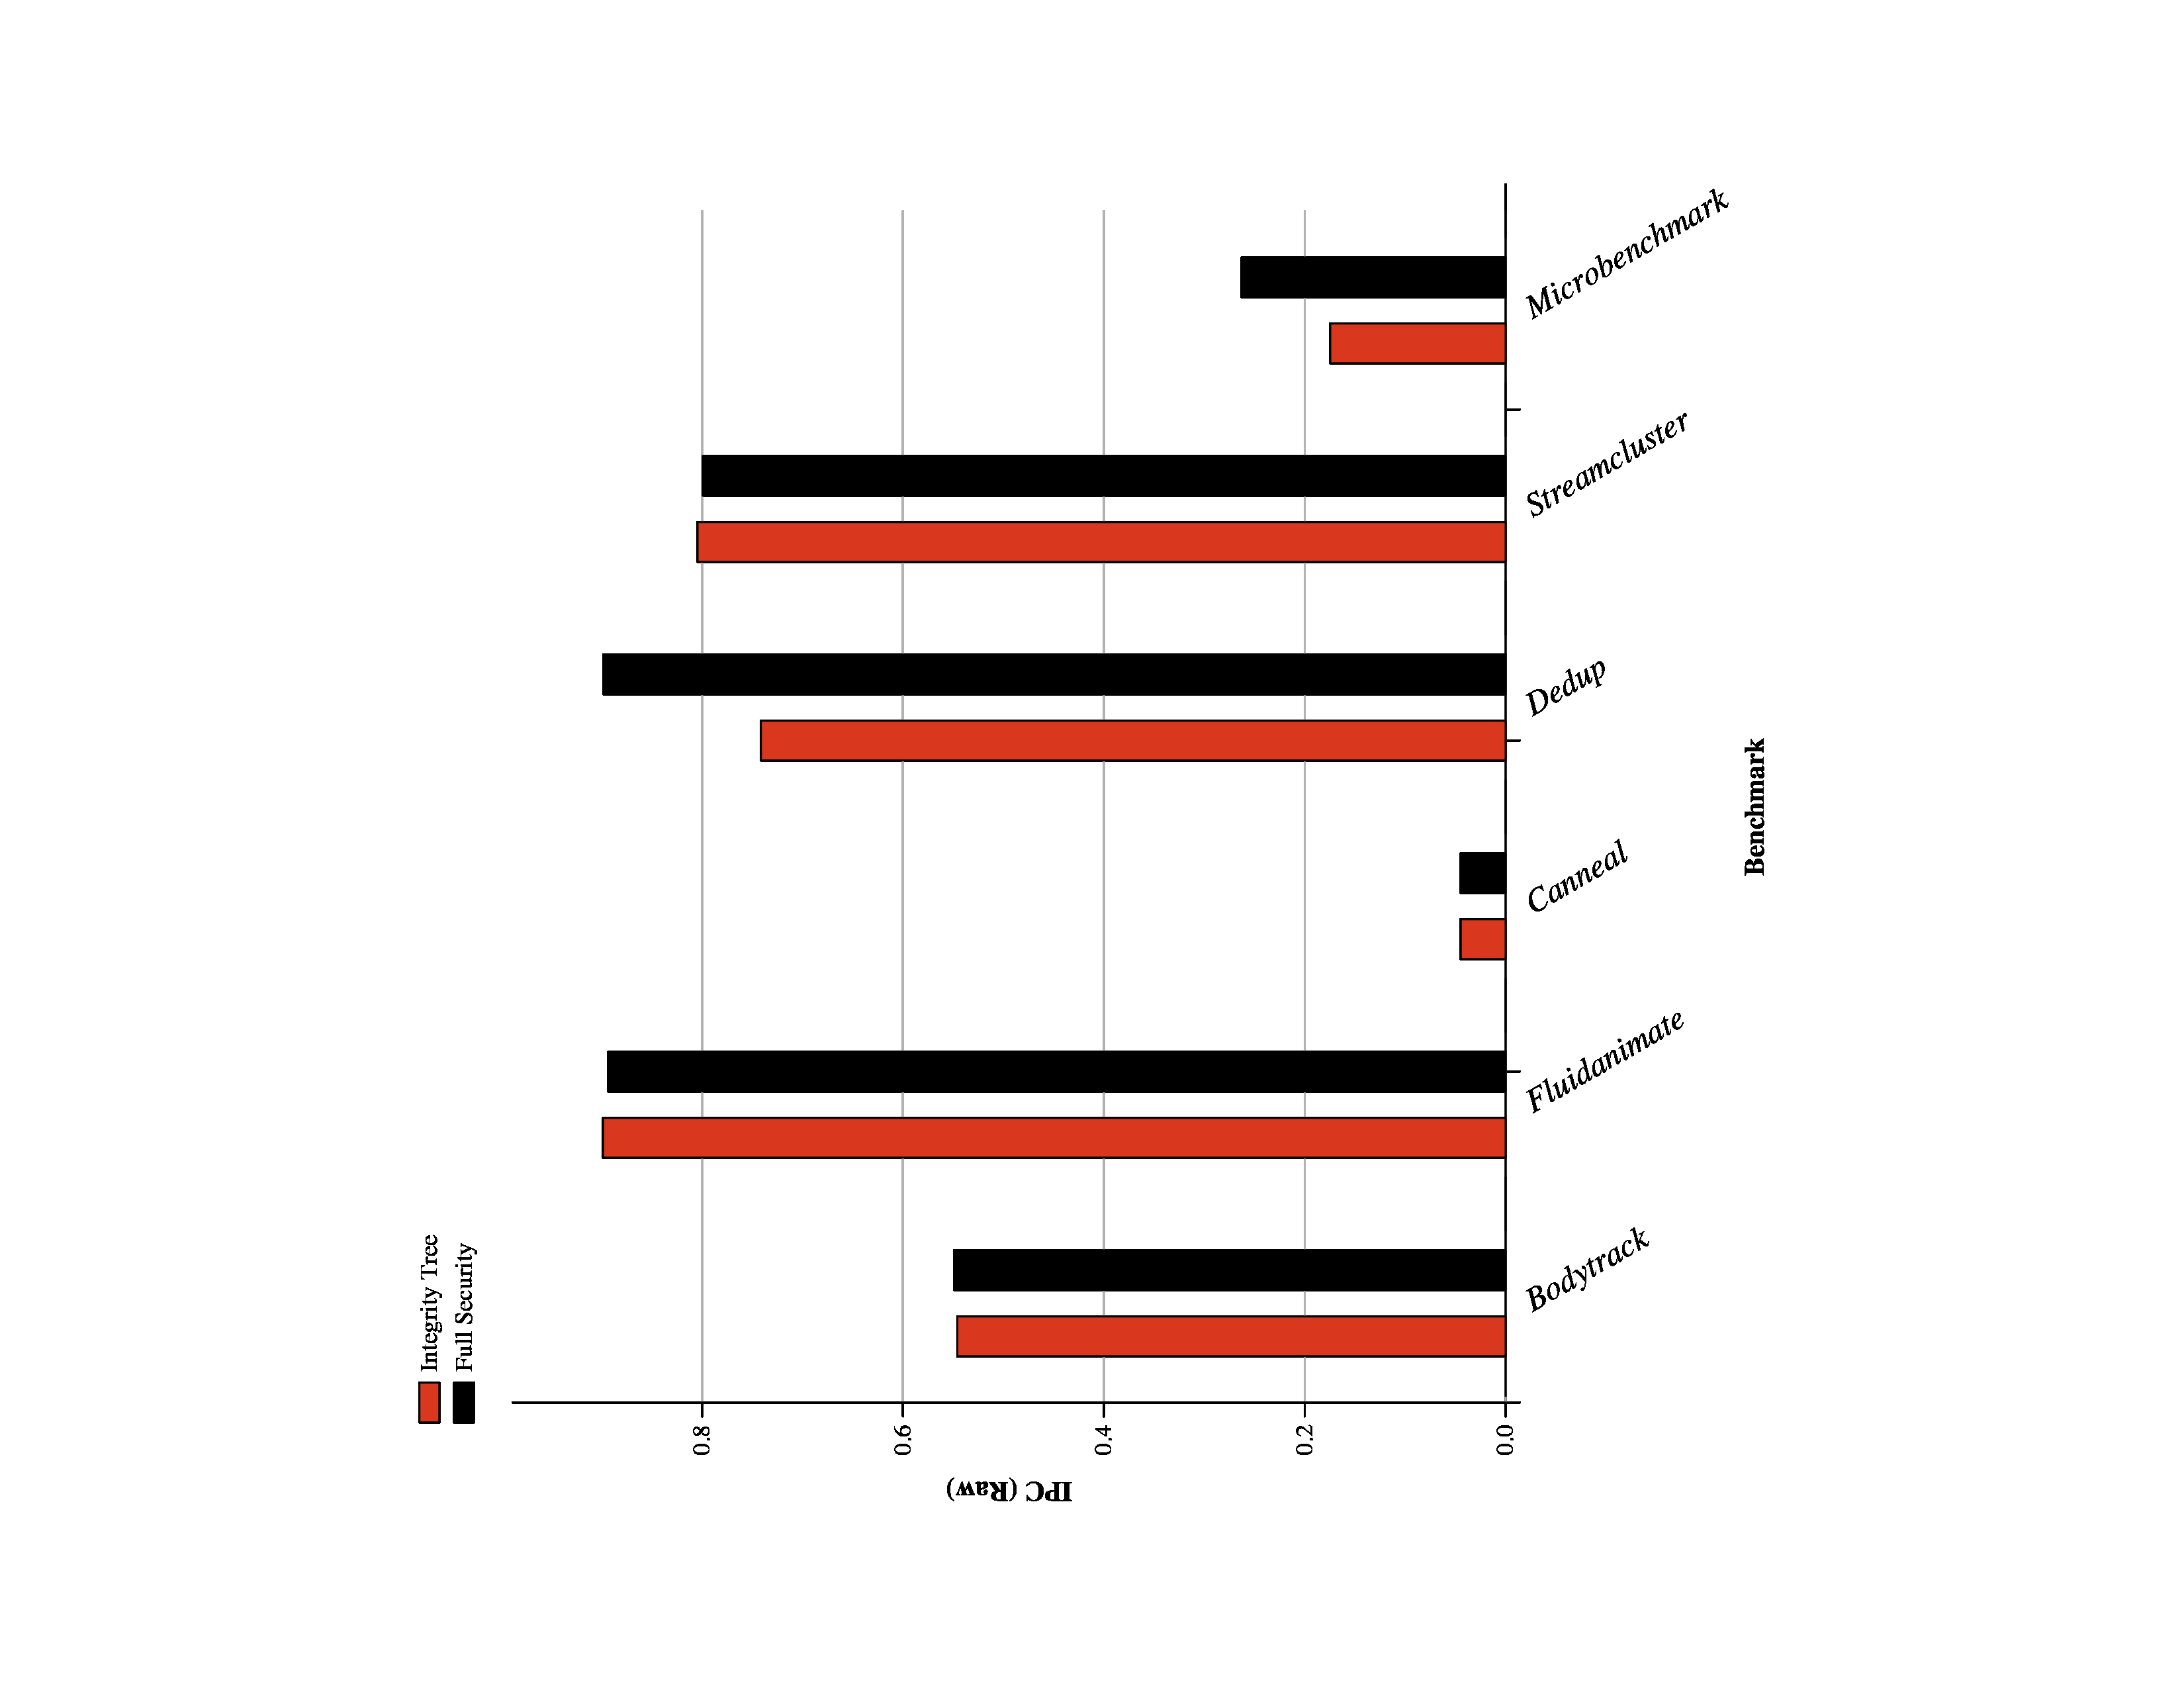 Integrity Tree
Full Security
IPC (Raw)
0.8
0.6
0.4
0.2
0.0
Bodytrack
Fluidanimate
Canneal
Dedup
Streamcluster
Microbenchmark
Benchmark